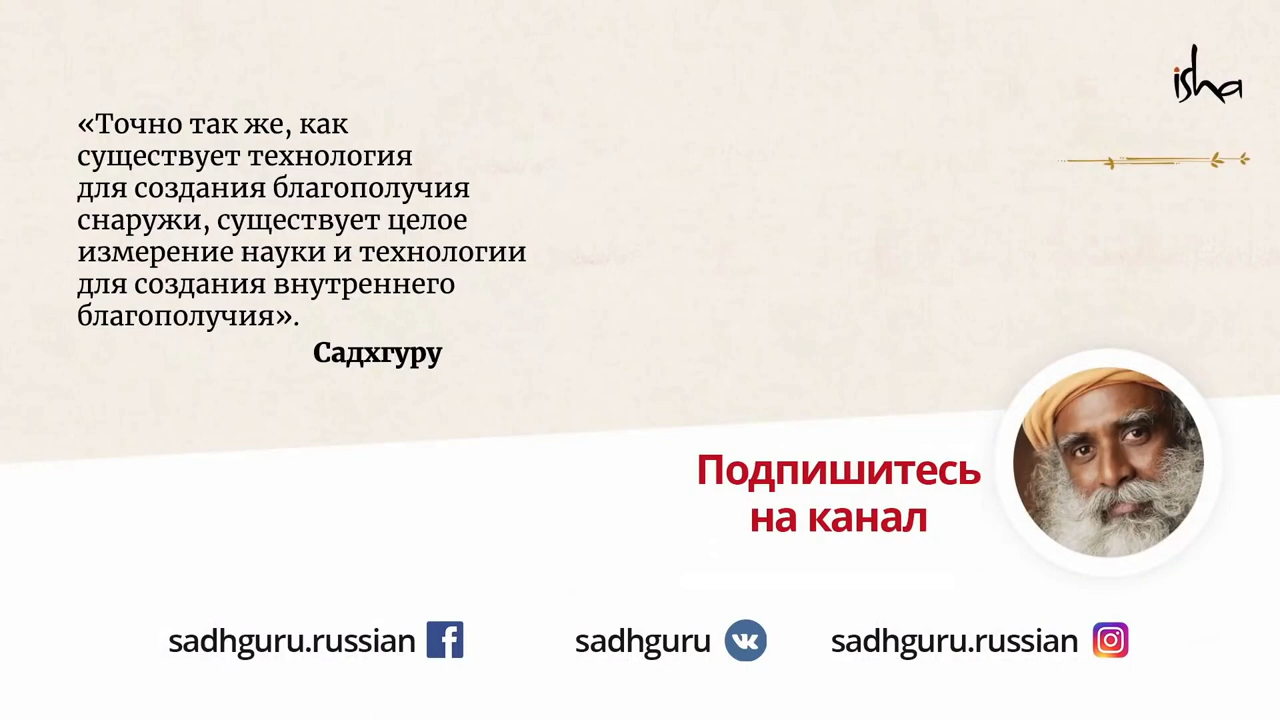 isha
«Точно так же, как
существует технология
для создания благополучия
снаружи, существует целое
измерение науки и технологии
для создания внутреннего
благополучия».
Садхгуру
Подпишитесь
на канал
sadhguru.russian
sadhguru
sadhguru.russian